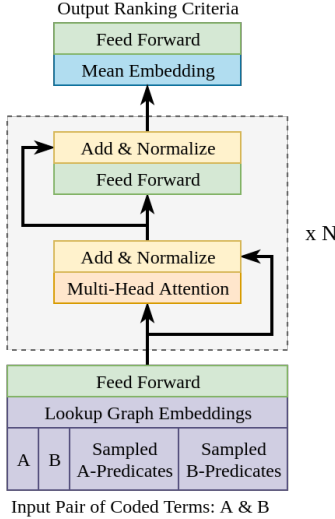 Output Ranking Criteria
Feed Forward
Mean Embedding
Add & Normalize
Feed Forward
x N
Add & Normalize
Multi-Head Attention
Feed Forward
Lookup Graph Embeddings
A
B
Sampled
A-Predicates
Sampled
B-Predicates
Input Pair of Coded Terms: A & B